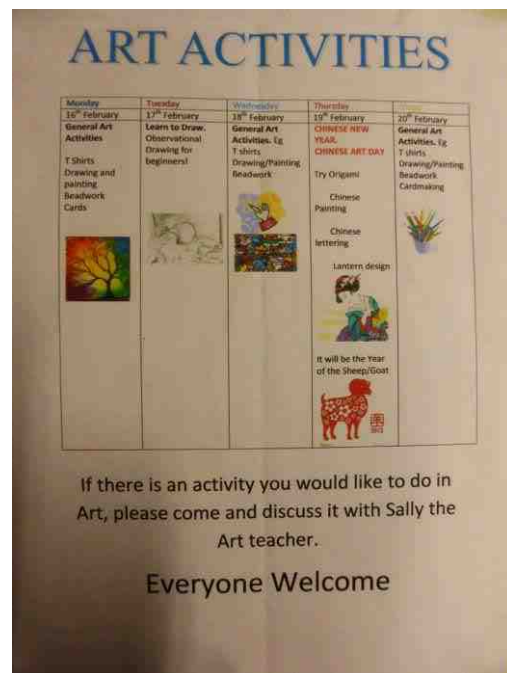 ART ACTIVITIES
Monday
16th February
General Art
Activities
T Shirts
Drawing and
painting
Beadwork
Cards
Tuesday
17th February
Learn to Draw.
Observational
Drawing for
beginners!
Wednesday
18th February
General Art
Activities. Eg
T shirts
Drawing/Painting
Beadwork
Thursday
19th February
CHINESE NEW
YEAR.
CHINESE ART DAY
Try Origami
Chinese
Painting
Chinese
lettering
Lantern design
It will be the Year
of the Sheep/Goat
20th February
General Art
Activities. Eg
T shirts
Drawing/Painting
Beadwork
Cardmaking
If there is an activity you would like to do in
Art, please come and discuss it with Sally the
Art teacher.
Everyone Welcome